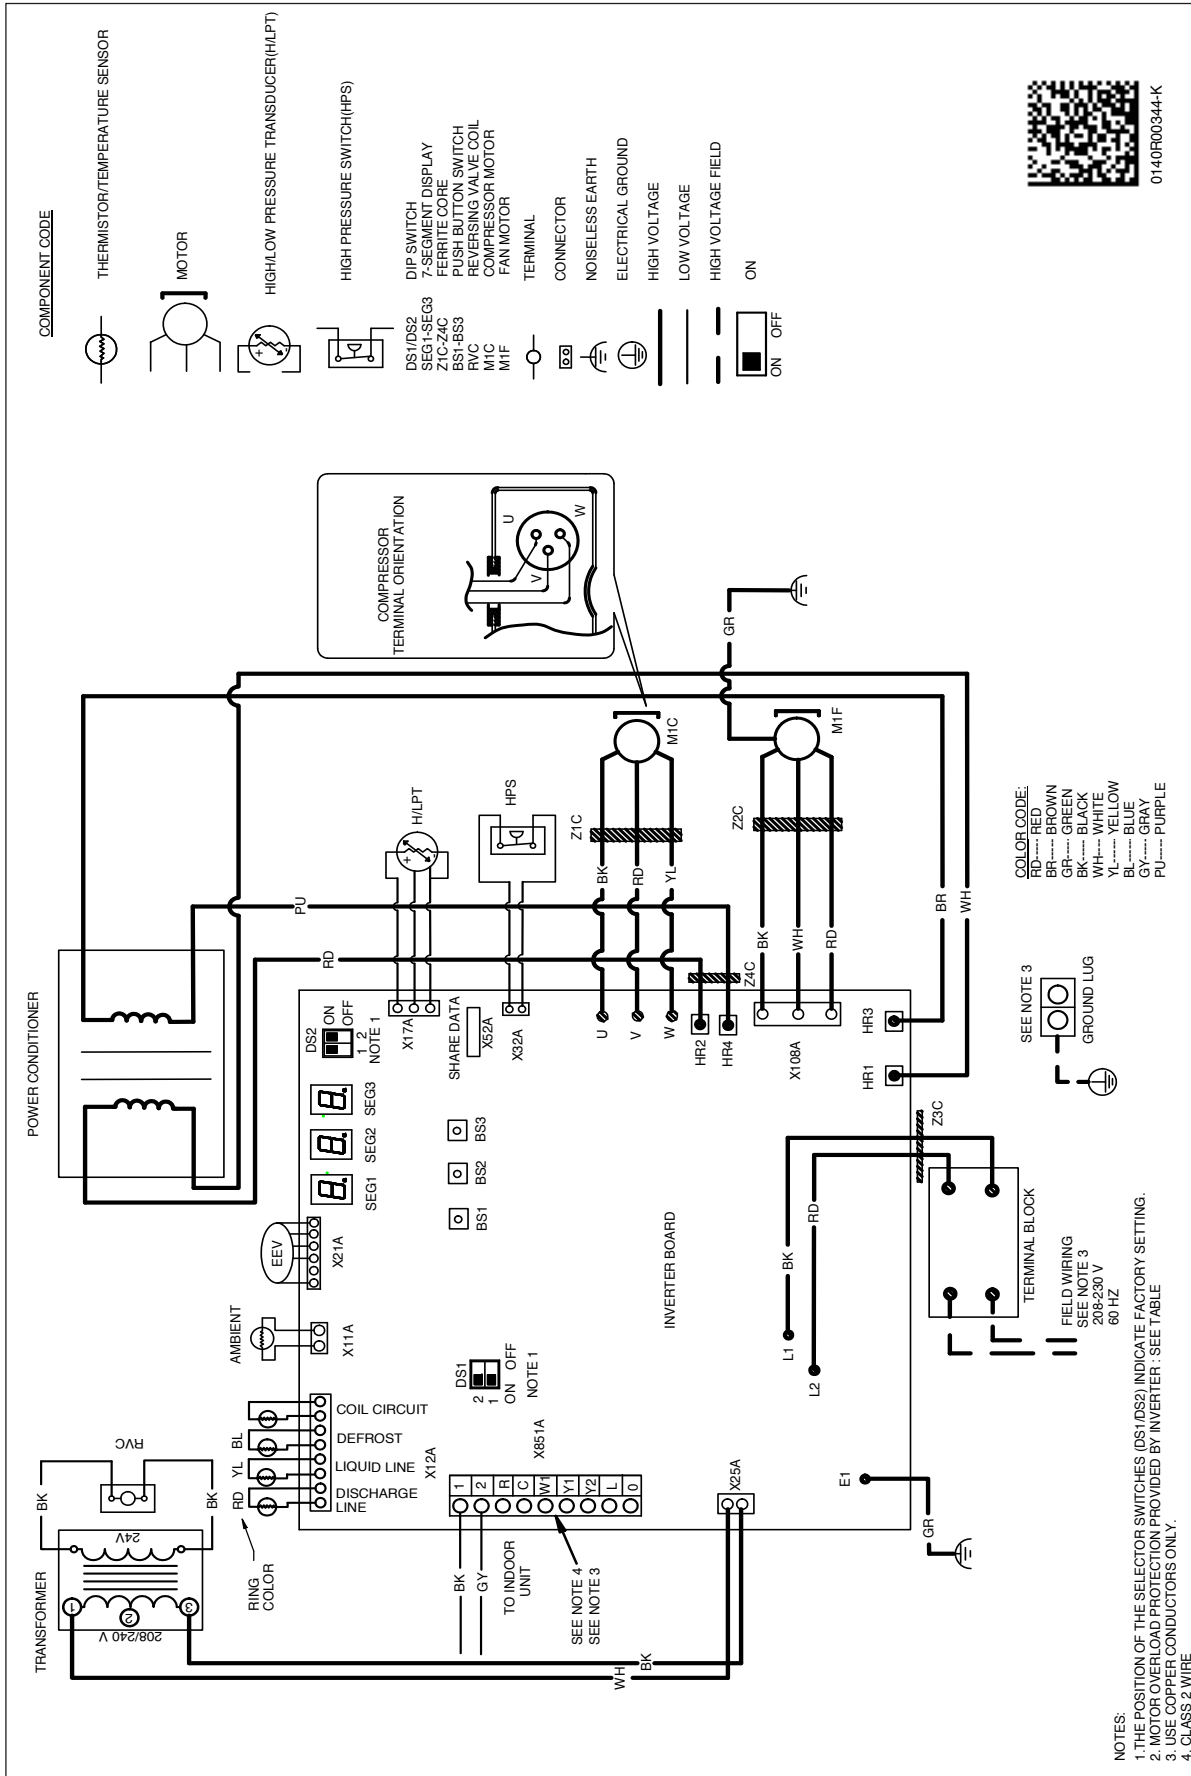 COMPONENT CODE
THERMISTOR/TEMPERATURE SENSOR
MOTOR
HIGH/LOW PRESSURE TRANSDUCER(H/LPT)
HIGH PRESSURE SWITCH(HPS)
DS1/DS2 DIP SWITCH
SEG1-SEG3 7-SEGMENT DISPLAY
Z1C-Z4C FERRITE CORE
BS1-BS3 PUSH BUTTON SWITCH
RVC REVERSING VALVE COIL
M1C COMPRESSOR MOTOR
M1F FAN MOTOR
TERMINAL
CONNECTOR
NOISELESS EARTH
ELECTRICAL GROUND
HIGH VOLTAGE
LOW VOLTAGE
HIGH VOLTAGE FIELD
ON
ON OFF
0140R00344-K
POWER CONDITIONER
PU
RD
COMPRESSOR
TERMINAL ORIENTATION
U
V
W
TRANSFORMER
208/240 V
24V
1
2
3
BK
BK
RVC
RING
COLOR
RD
YL
BL
COIL CIRCUIT
DEFROST
LIQUID LINE
DISCHARGE
LINE
X12A
AMBIENT
X11A
EEV
X21A
SEG1
SEG2
SEG3
DS2
ON
OFF
1 2
NOTE 1
X17A
H/LPT
SHARE DATA
X52A
X32A
HPS
BS1
BS2
BS3
DS1
2
1
ON OFF
NOTE 1
X851A
1
2
R
C
W1
Y1
Y2
L
0
BK
GY
TO INDOOR
UNIT
SEE NOTE 4
SEE NOTE 3
X25A
WH
BK
INVERTER BOARD
U
V
W
BK
RD
YL
Z1C
M1C
HR2
HR4
Z4C
X108A
BK
WH
RD
Z2C
M1F
GR
HR3
HR1
BR
WH
L1
L2
BK
RD
Z3C
E1
GR
TERMINAL BLOCK
FIELD WIRING
SEE NOTE 3
208-230 V
60 HZ
SEE NOTE 3
GROUND LUG
COLOR CODE:
RD----- RED
BR----- BROWN
GR----- GREEN
BK----- BLACK
WH----- WHITE
YL------ YELLOW
BL------ BLUE
GY----- GRAY
PU----- PURPLE
NOTES:
1.THE POSITION OF THE SELECTOR SWITCHES (DS1/DS2) INDICATE FACTORY SETTING.
2. MOTOR OVERLOAD PROTECTION PROVIDED BY INVERTER : SEE TABLE
3. USE COPPER CONDUCTORS ONLY.
4. CLASS 2 WIRE